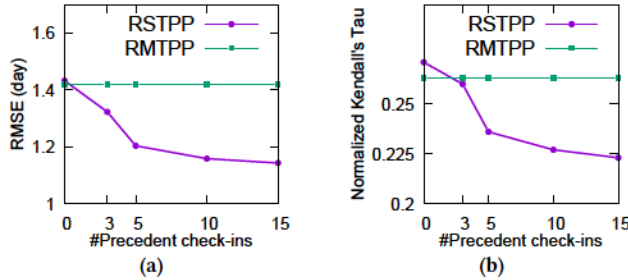 RMSE (day)
1.6
1.4
1.2
1
RSTPP
RMTPP
0 3 5 10 15
#Precedent check-ins
(a)
Normalized Kendall's Tau
0.25
0.225
0.2
RSTPP
RMTPP
0 3 5 10 15
#Precedent check-ins
(b)